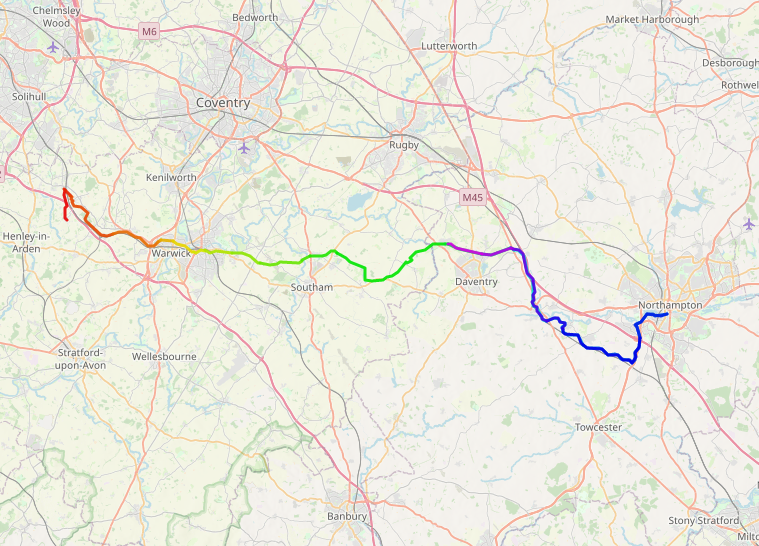 Chelmsley
Wood
Bedworth
Market Harborough
M6
Lutterworth
Desborough
Rothwel
Solihull
Coventry
Rugby
Kenilworth
M45
Henley-in-
Arden
Warwick
Southam
Daventry
Northampton
Stratford-
upon-Avon
Wellesbourne
Towcester
Banbury
Stony Stratford
Milto